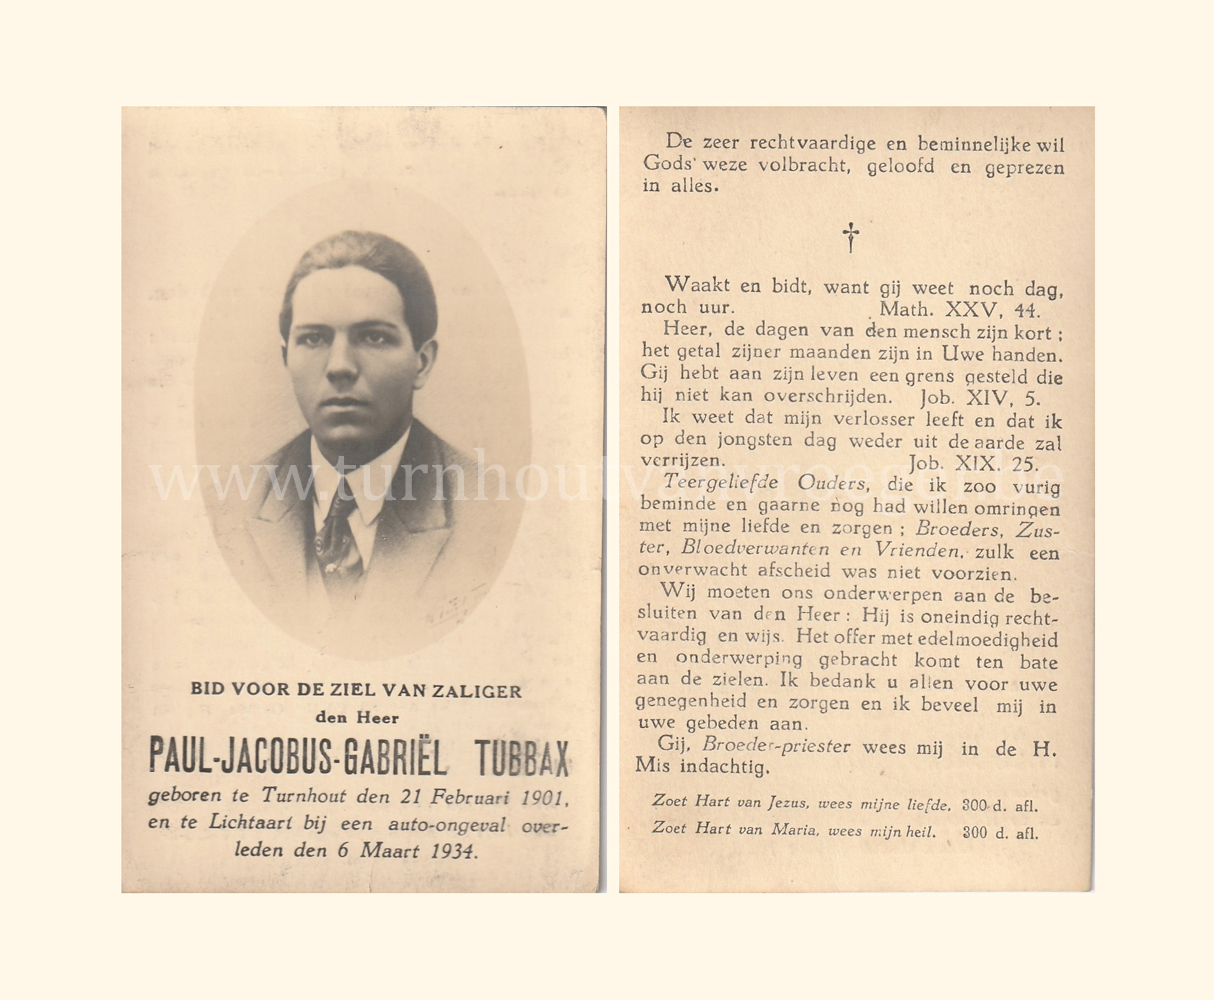 BID VOOR DE ZIEL VAN ZALIGER
den Heer
PAUL-JACOBUS-GABRIËL TUBBAX
geboren te Turnhout den 21 Februari 1901,
en te Lichtaart bij een auto-ongeval over-
leden den 6 Maart 1934.
De zeer rechtvaardige en beminnelijke wil
Gods weze volbracht, geloofd en geprezen
in alles.
Waakt en bidt, want gij weet noch dag,
noch uur. Math. XXV, 44.
Heer, de dagen van den mensch zijn kort ;
het getal zijner maanden zijn in Uwe handen.
Gij hebt aan zijn leven een grens gesteld die
hij niet kan overschrijden. Job. XIV, 5.
Ik weet dat mijn verlosser leeft en dat ik
op den jongsten dag weder uit de aarde zal
verrijzen. Job. XIX. 25.
Teergeliefde Ouders, die ik zoo vurig
beminde en gaarne nog had willen omringen
met mijne liefde en zorgen ; Broeders, Zus-
ter, Bloedverwanten en Vrienden, zulk een
onverwacht afscheid was niet voorzien.
Wij moeten ons onderwerpen aan de be-
sluiten van den Heer : Hij is oneindig recht-
vaardig en wijs. Het offer met edelmoedigheid
en onderwerping gebracht komt ten bate
aan de zielen. Ik bedank u allen voor uwe
genegenheid en zorgen en ik beveel mij in
uwe gebeden aan.
Gij, Broeder-priester wees mij in de H.
Mis indachtig.
Zoet Hart van Jezus, wees mijne liefde, 300 d. afl.
Zoet Hart van Maria, wees mijn heil. 300 d. afl.
www.turnhoutvanvroeger.be